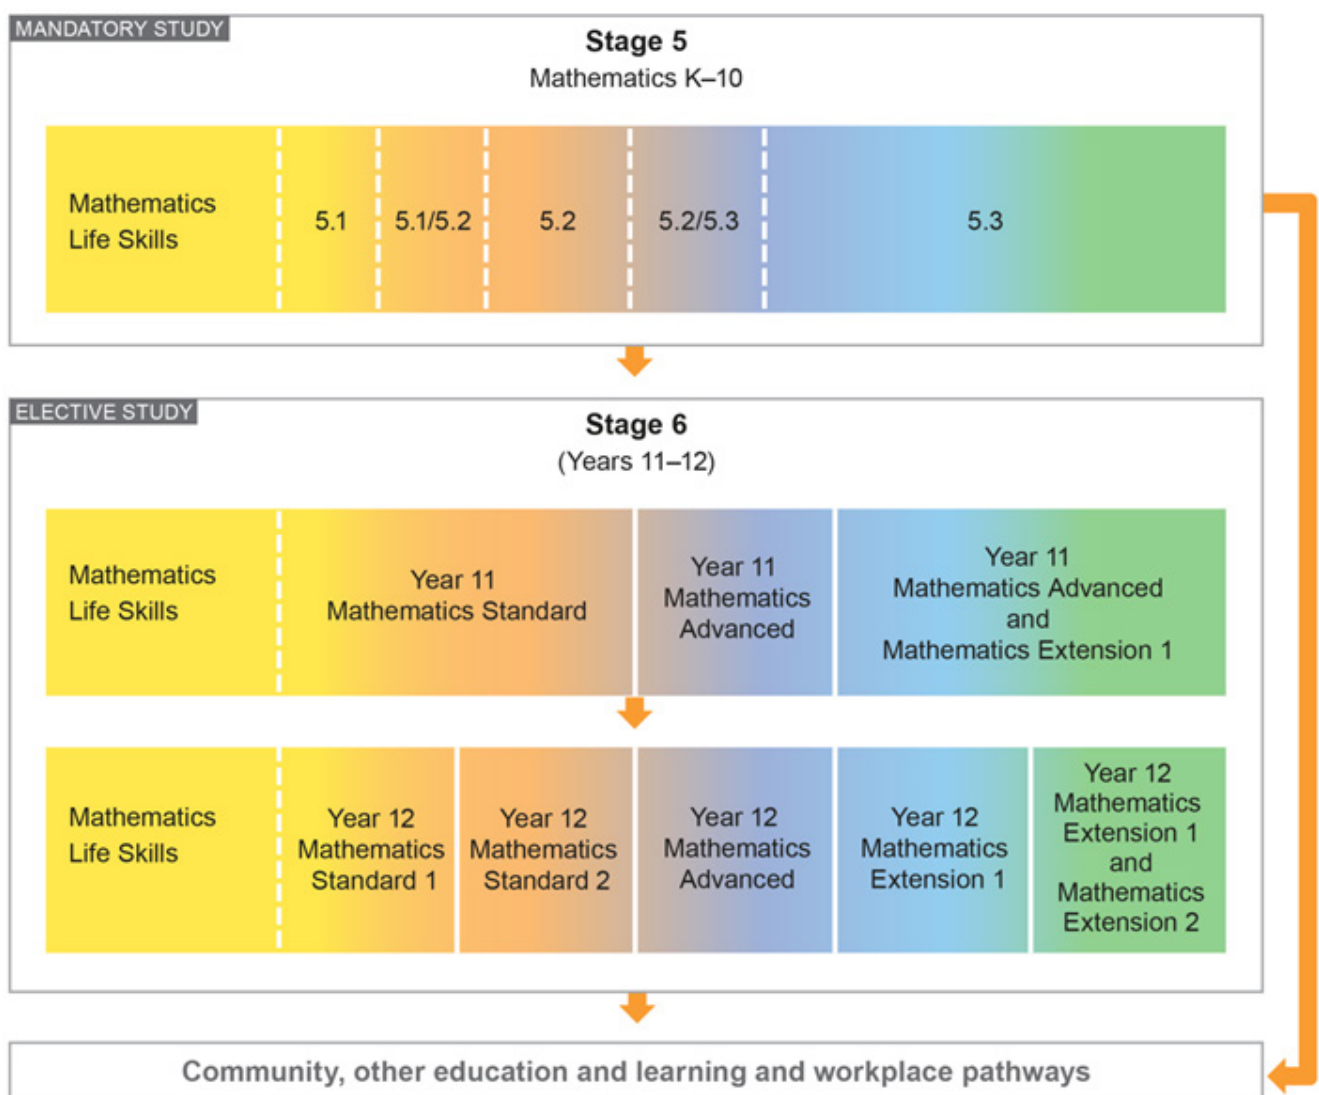 MANDATORY STUDY
Stage 5
Mathematics K–10
Mathematics
Life Skills
5.1
5.1/5.2
5.2
5.2/5.3
5.3
ELECTIVE STUDY
Stage 6
(Years 11–12)
Mathematics
Life Skills
Year 11
Mathematics Standard
Year 11
Mathematics
Advanced
Year 11
Mathematics Advanced
and
Mathematics Extension 1
Mathematics
Life Skills
Year 12
Mathematics
Standard 1
Year 12
Mathematics
Standard 2
Year 12
Mathematics
Advanced
Year 12
Mathematics
Extension 1
Year 12
Mathematics
Extension 1
and
Mathematics
Extension 2
Community, other education and learning and workplace pathways